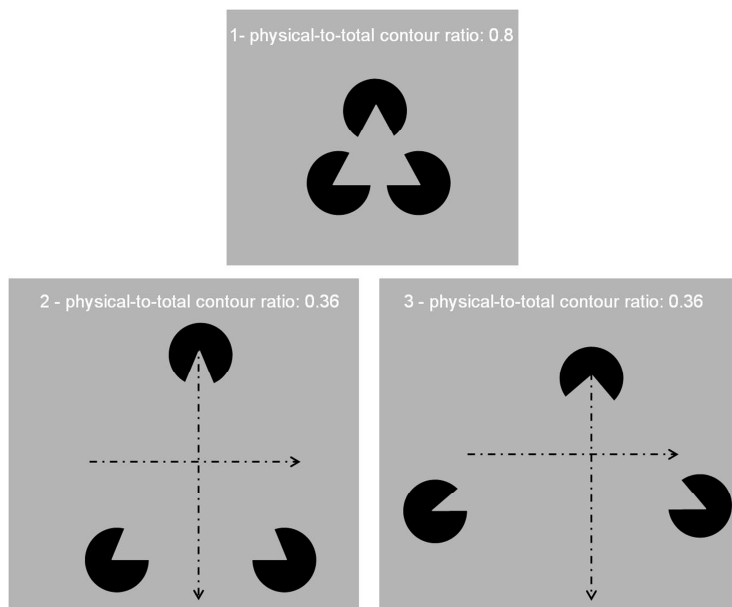 1- physical-to-total contour ratio: 0.8
2 - physical-to-total contour ratio: 0.36
3 - physical-to-total contour ratio: 0.36